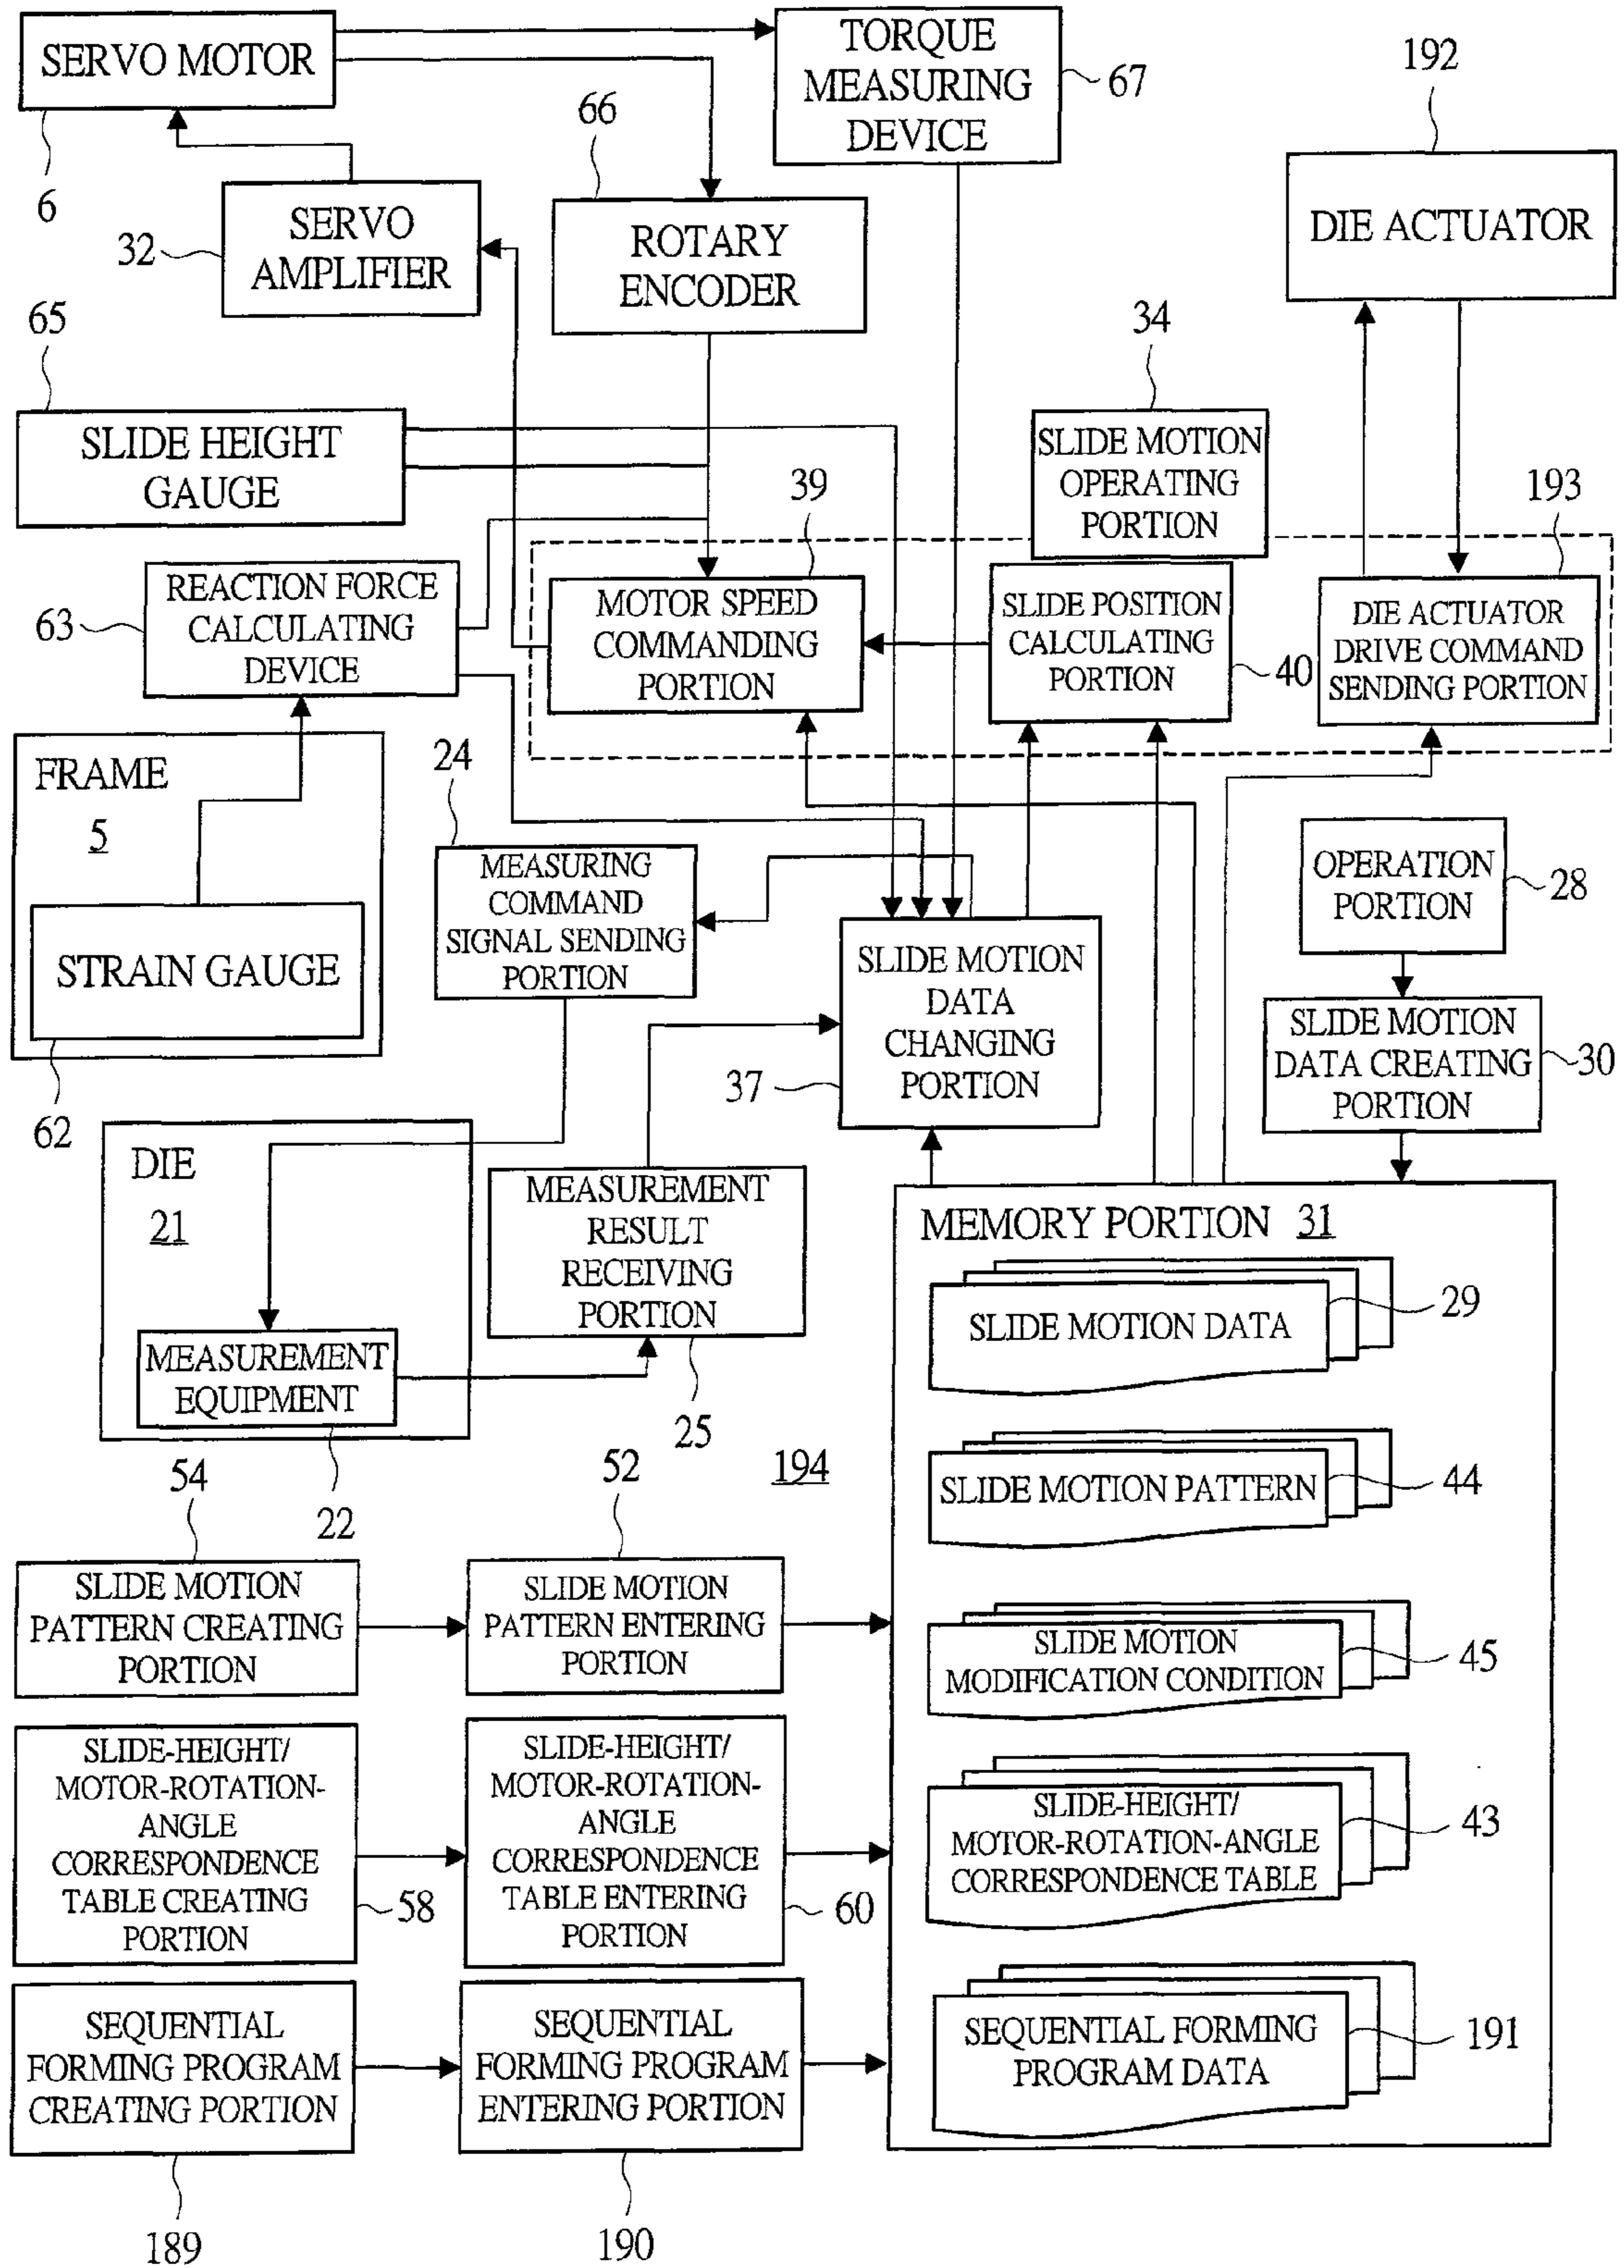 SERVO MOTOR
6
TORQUE
MEASURING
DEVICE
67
192
66
SERVO
AMPLIFIER
32
ROTARY
ENCODER
DIE ACTUATOR
65
SLIDE HEIGHT
GAUGE
34
SLIDE MOTION
OPERATING
PORTION
39
193
REACTION FORCE
CALCULATING
DEVICE
63
MOTOR SPEED
COMMANDING
PORTION
SLIDE POSITION
CALCULATING
PORTION
40
DIE ACTUATOR
DRIVE COMMAND
SENDING PORTION
FRAME
5
STRAIN GAUGE
62
24
MEASURING
COMMAND
SIGNAL SENDING
PORTION
SLIDE MOTION
DATA
CHANGING
PORTION
37
OPERATION
PORTION
28
SLIDE MOTION
DATA CREATING
PORTION
30
DIE
21
MEASUREMENT
EQUIPMENT
22
MEASUREMENT
RESULT
RECEIVING
PORTION
25
194
MEMORY PORTION 31
SLIDE MOTION DATA
29
SLIDE MOTION PATTERN
44
SLIDE MOTION
MODIFICATION CONDITION
45
SLIDE-HEIGHT/
MOTOR-ROTATION-ANGLE
CORRESPONDENCE TABLE
43
SEQUENTIAL FORMING
PROGRAM DATA
191
54
SLIDE MOTION
PATTERN CREATING
PORTION
52
SLIDE MOTION
PATTERN ENTERING
PORTION
SLIDE-HEIGHT/
MOTOR-ROTATION-
ANGLE
CORRESPONDENCE
TABLE CREATING
PORTION
58
SLIDE-HEIGHT/
MOTOR-ROTATION-
ANGLE
CORRESPONDENCE
TABLE ENTERING
PORTION
60
SEQUENTIAL
FORMING PROGRAM
CREATING PORTION
189
SEQUENTIAL
FORMING PROGRAM
ENTERING PORTION
190